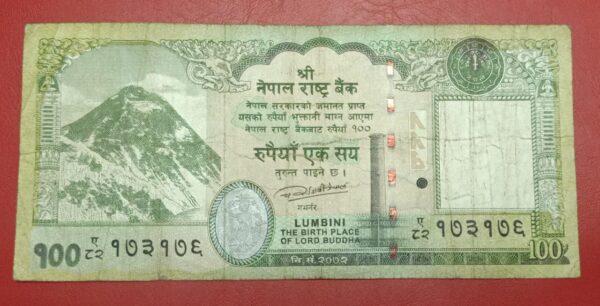 श्री
नेपाल राष्ट्र बैंक
नेपाल सरकारको जमानत प्राप्त
यसको रुपैयाँ भुक्तानी माग्न आएमा
नेपाल राष्ट्र बैंकबाट रुपैयाँ १००
रुपैयाँ एक सय
तुरुन्त पाइने छ।
गभर्नर
LUMBINI
THE BIRTH PLACE
OF LORD BUDDHA
वि.सं.२०७२
१०० ए/८२ १७३१७६
ए/८२ १७३१७६
100